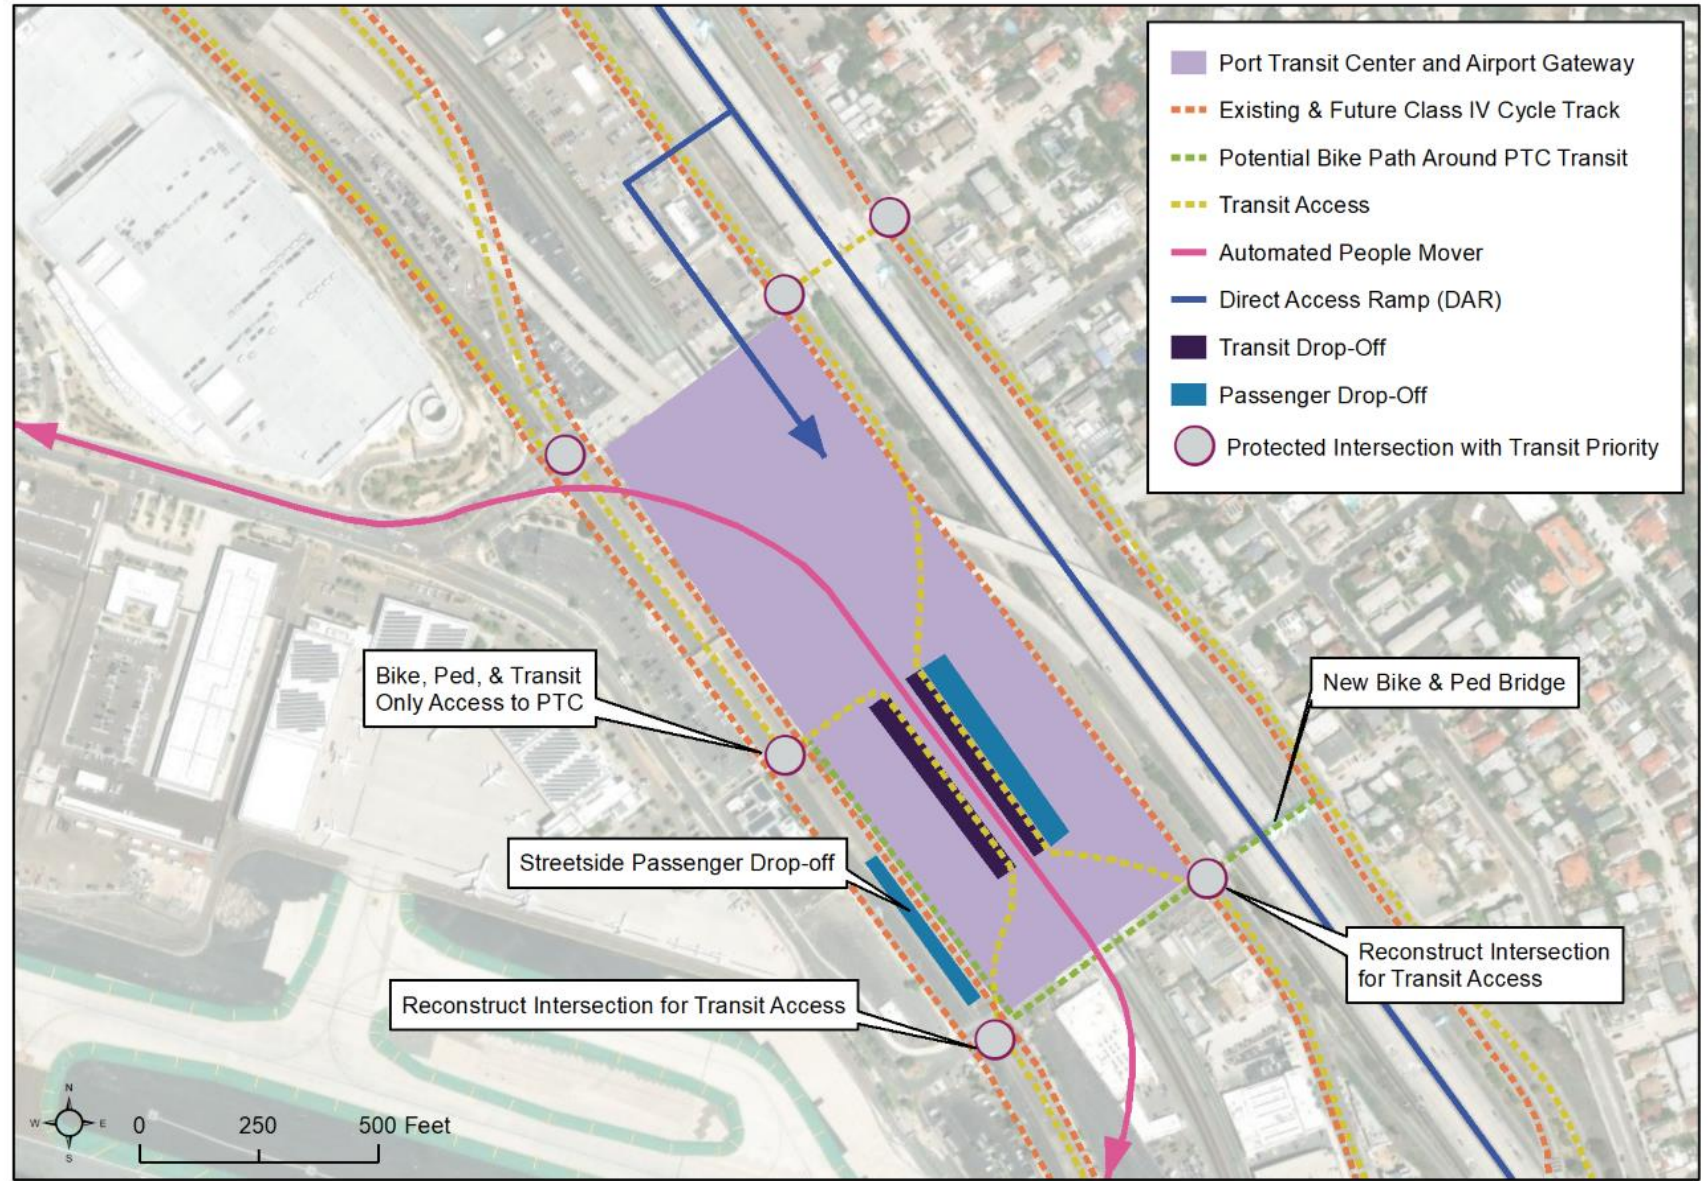 Port Transit Center and Airport Gateway
Existing & Future Class IV Cycle Track
Potential Bike Path Around PTC Transit
Transit Access
Automated People Mover
Direct Access Ramp (DAR)
Transit Drop-Off
Passenger Drop-Off
Protected Intersection with Transit Priority
Bike, Ped, & Transit
Only Access to PTC
New Bike & Ped Bridge
Streetside Passenger Drop-off
Reconstruct Intersection
for Transit Access
Reconstruct Intersection for Transit Access
N
W E
S
0 250 500 Feet